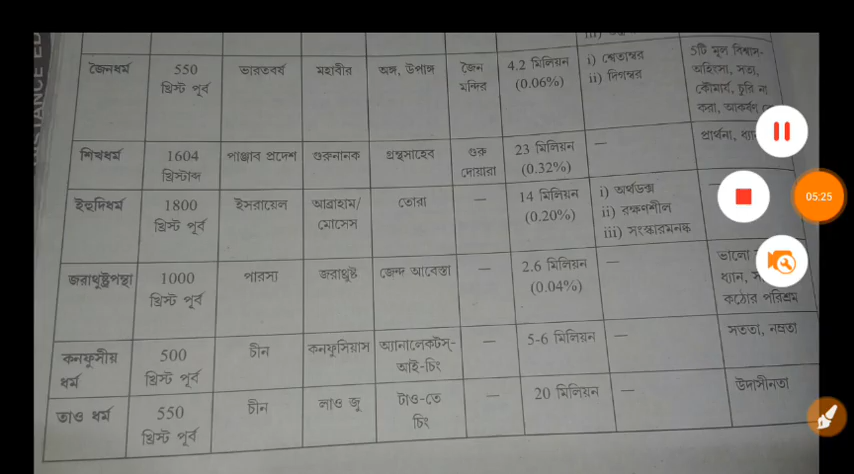 জৈনধর্ম
550
খ্রিস্ট পূর্ব
ভারতবর্ষ
মহাবীর
অঙ্গ, উপাঙ্গ
জৈন
মন্দির
4.2 মিলিয়ন
(0.06%)
i) শ্বেতাম্বর
ii) দিগম্বর
5টি মূল বিশ্বাস-
অহিংসা, সত্য,
কৌমার্য, চুরি না
করা, আকর্ষণ
শিখধর্ম
1604
খ্রিস্টাব্দ
পাঞ্জাব প্রদেশ
গুরুনানক
গ্রন্থসাহেব
গুরু
দোয়ারা
23 মিলিয়ন
(0.32%)
—
প্রার্থনা,
ইহুদিধর্ম
1800
খ্রিস্ট পূর্ব
ইসরায়েল
আব্রাহাম/
মোসেস
তোরা
—
14 মিলিয়ন
(0.20%)
i) অর্থডক্স
ii) রক্ষণশীল
iii) সংস্কারমনস্ক
—
জরাথুষ্ট্রপন্থা
1000
খ্রিস্ট পূর্ব
পারস্য
জরাথুষ্ট্র
জেন্দ আবেস্তা
—
2.6 মিলিয়ন
(0.04%)
—
ভালো
ধ্যান,
কঠোর পরিশ্রম
কনফুসীয়
ধর্ম
500
খ্রিস্ট পূর্ব
চীন
কনফুসিয়াস
অ্যানালেকটস্-
আই-চিং
—
5-6 মিলিয়ন
—
সততা, নম্রতা
তাও ধর্ম
550
খ্রিস্ট পূর্ব
চীন
লাও জু
টাও-তে
চিং
—
20 মিলিয়ন
—
উদাসীনতা
05:25